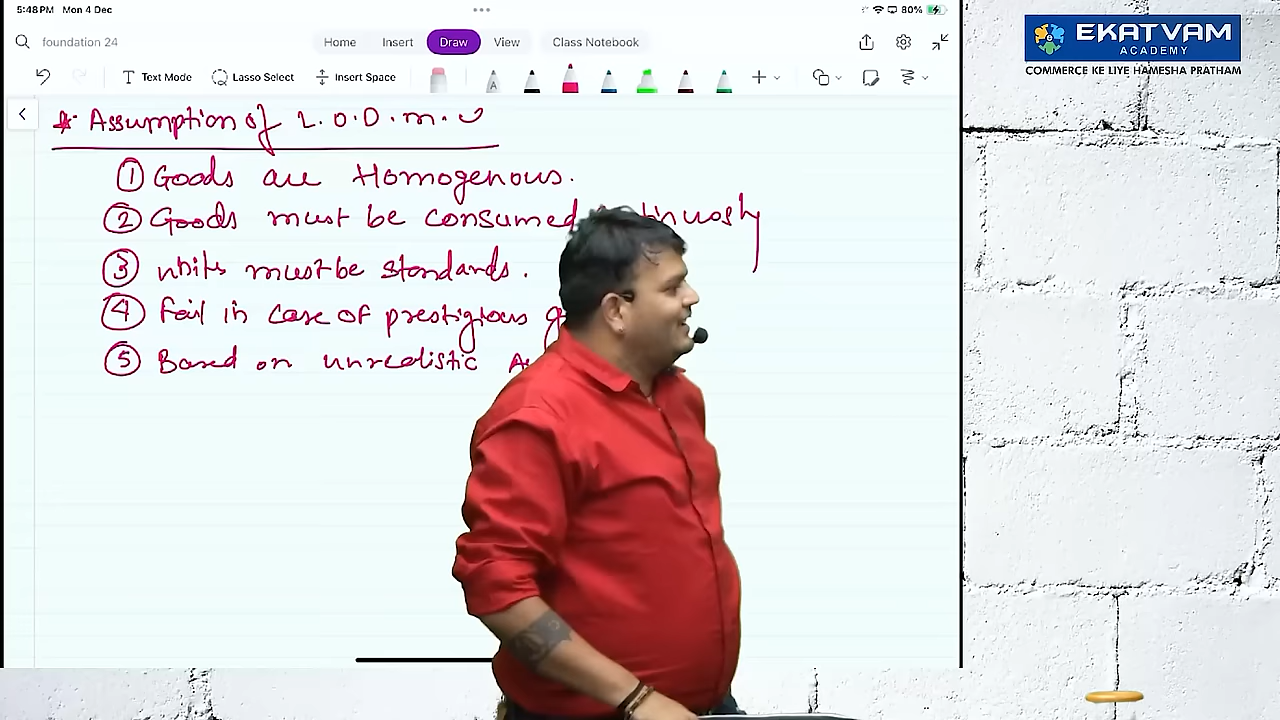 5:48 PM Mon 4 Dec
80%
foundation 24
Home Insert Draw View Class Notebook
Text Mode Lasso Select Insert Space
EKATVAM
ACADEMY
COMMERCE KE LIYE HAMESHA PRATHAM
* Assumption of L.O.D.m.U
① Goods are Homogenous.
② Goods must be consumed
③ units must be standards.
④ Fail in case of prestigious
⑤ Based on unrealistic